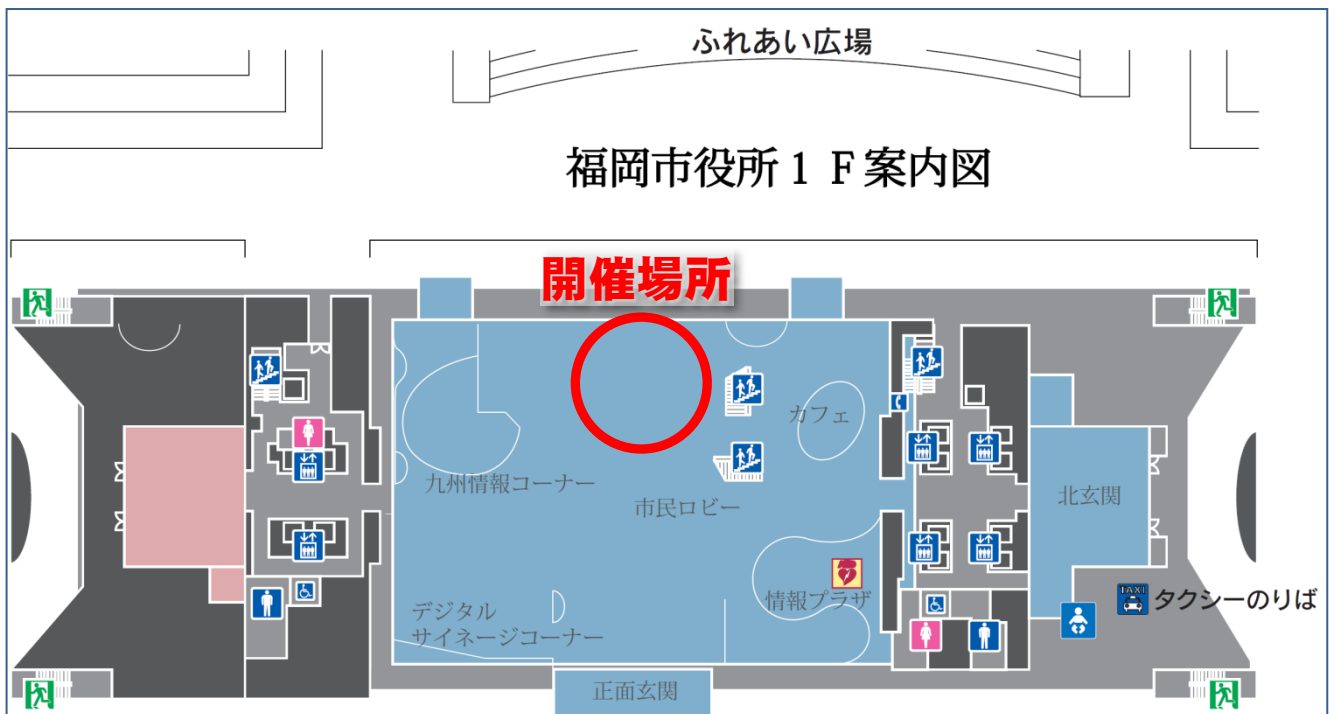 ふれあい広場
福岡市役所1F案内図
開催場所
カフェ
九州情報コーナー
市民ロビー
北玄関
情報プラザ
TAXI
タクシーのりば
デジタル
サイネージコーナー
正面玄関